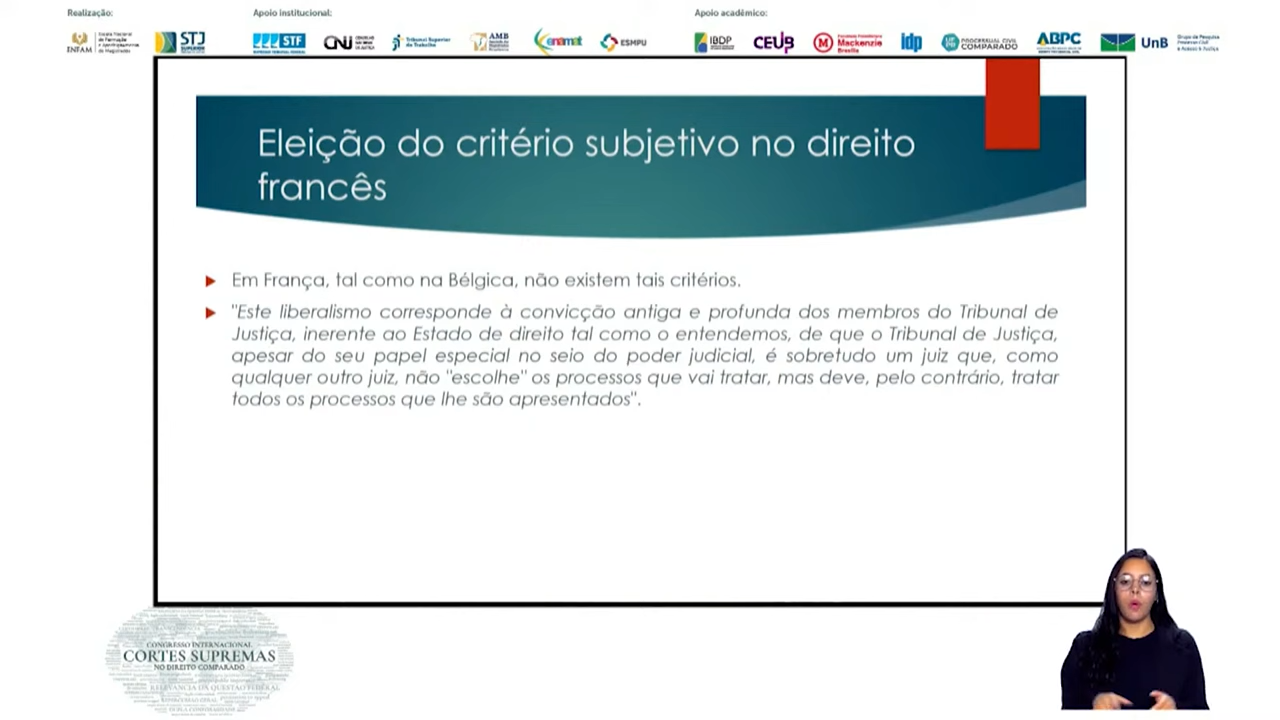 Realização:
Apoio institucional:
Apoio acadêmico:
ENFAM
STJ
STF
CNJ
Tribunal Superior do Trabalho
AMB
enamat
ESMPU
IBDP
CEUB
Mackenzie
Brasília
idp
PROCESSUAL CIVIL
COMPARADO
ABPC
UnB
Eleição do critério subjetivo no direito
francês
Em França, tal como na Bélgica, não existem tais critérios.
"Este liberalismo corresponde à convicção antiga e profunda dos membros do Tribunal de
Justiça, inerente ao Estado de direito tal como o entendemos, de que o Tribunal de Justiça,
apesar do seu papel especial no seio do poder judicial, é sobretudo um juiz que, como
qualquer outro juiz, não "escolhe" os processos que vai tratar, mas deve, pelo contrário, tratar
todos os processos que lhe são apresentados".
CONGRESSO INTERNACIONAL
CORTES SUPREMAS
NO DIREITO COMPARADO
RELEVÂNCIA DA QUESTÃO FEDERAL